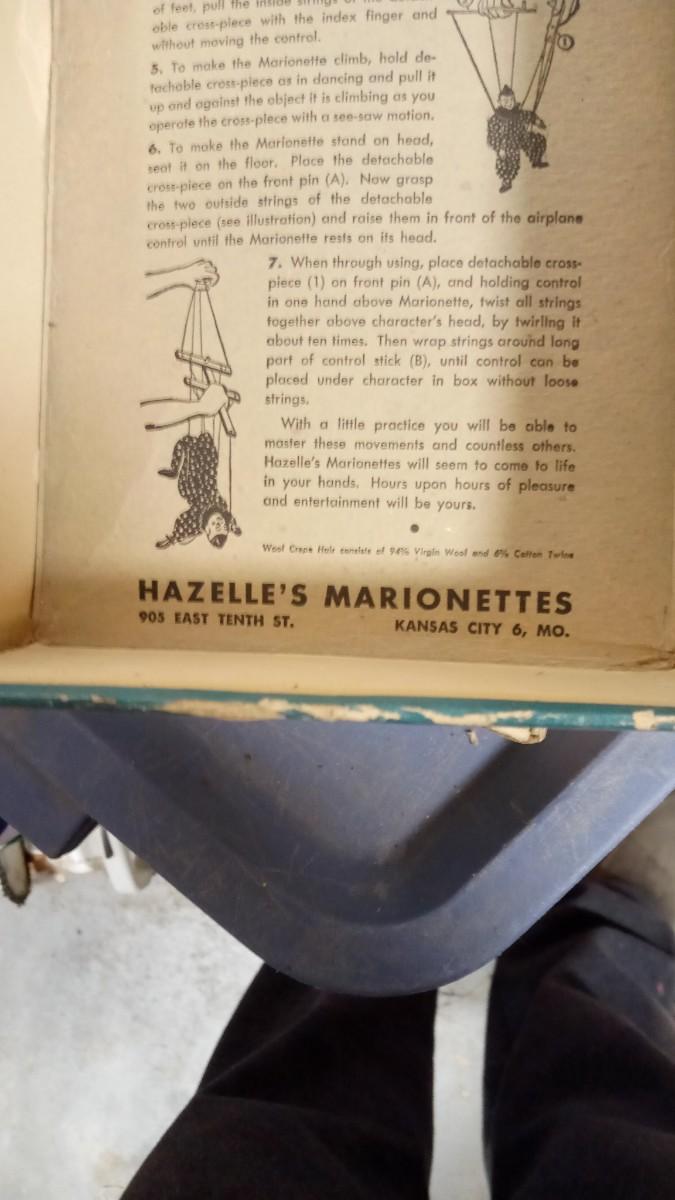 of feet, pull the inside strings of the detach-
able cross-piece with the index finger and
without moving the control.
5. To make the Marionette climb, hold de-
tachable cross-piece as in dancing and pull it
up and against the object it is climbing as you
operate the cross-piece with a see-saw motion.
6. To make the Marionette stand on head,
seat it on the floor. Place the detachable
cross-piece on the front pin (A). Now grasp
the two outside strings of the detachable
cross-piece (see illustration) and raise them in front of the airplane
control until the Marionette rests on its head.
1
7. When through using, place detachable cross-
piece (1) on front pin (A), and holding control
in one hand above Marionette, twist all strings
together above character's head, by twirling it
about ten times. Then wrap strings around long
part of control stick (B), until control can be
placed under character in box without loose
strings.
With a little practice you will be able to
master these movements and countless others.
Hazelle's Marionettes will seem to come to life
in your hands. Hours upon hours of pleasure
and entertainment will be yours.
Wool Crepe Hair consists of 94% Virgin Wool and 6% Cotton Twine
HAZELLE'S MARIONETTES
905 EAST TENTH ST. KANSAS CITY 6, MO.